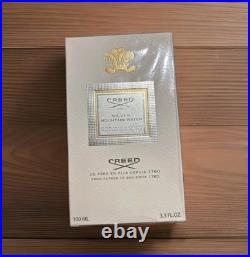 CREED
SILVER
MOUNTAIN WATER
CREED
DE PÈRE EN FILS DEPUIS 1760
FROM FATHER TO SON SINCE 1760
100 ML 3.3 FL.OZ